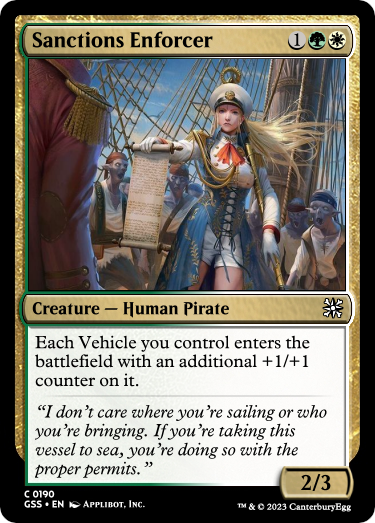 Sanctions Enforcer 1
Creature — Human Pirate
Each Vehicle you control enters the
battlefield with an additional +1/+1
counter on it.
“I don’t care where you’re sailing or who
you’re bringing. If you’re taking this
vessel to sea, you’re doing so with the
proper permits.”
2/3
C 0190
GSS • EN APPLIBOT, INC.
™ & © 2023 CanterburyEgg